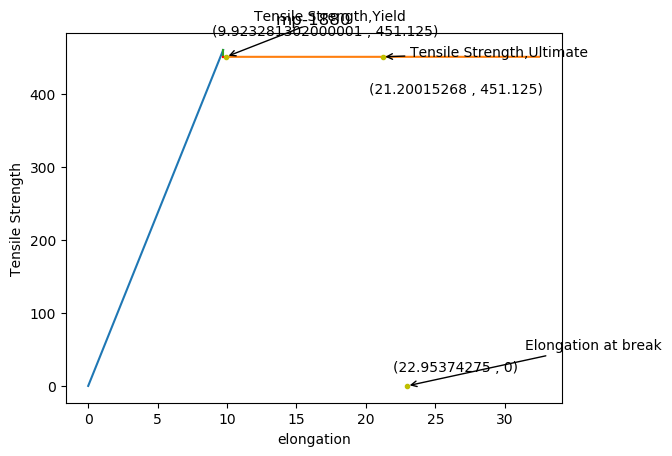 Tensile Strength,Yield
mp-1880
(9.923281302000001 , 451.125)
Tensile Strength,Ultimate
(21.20015268 , 451.125)
400
300
200
100
0
Tensile Strength
Elongation at break
(22.95374275 , 0)
0 5 10 15 20 25 30
elongation